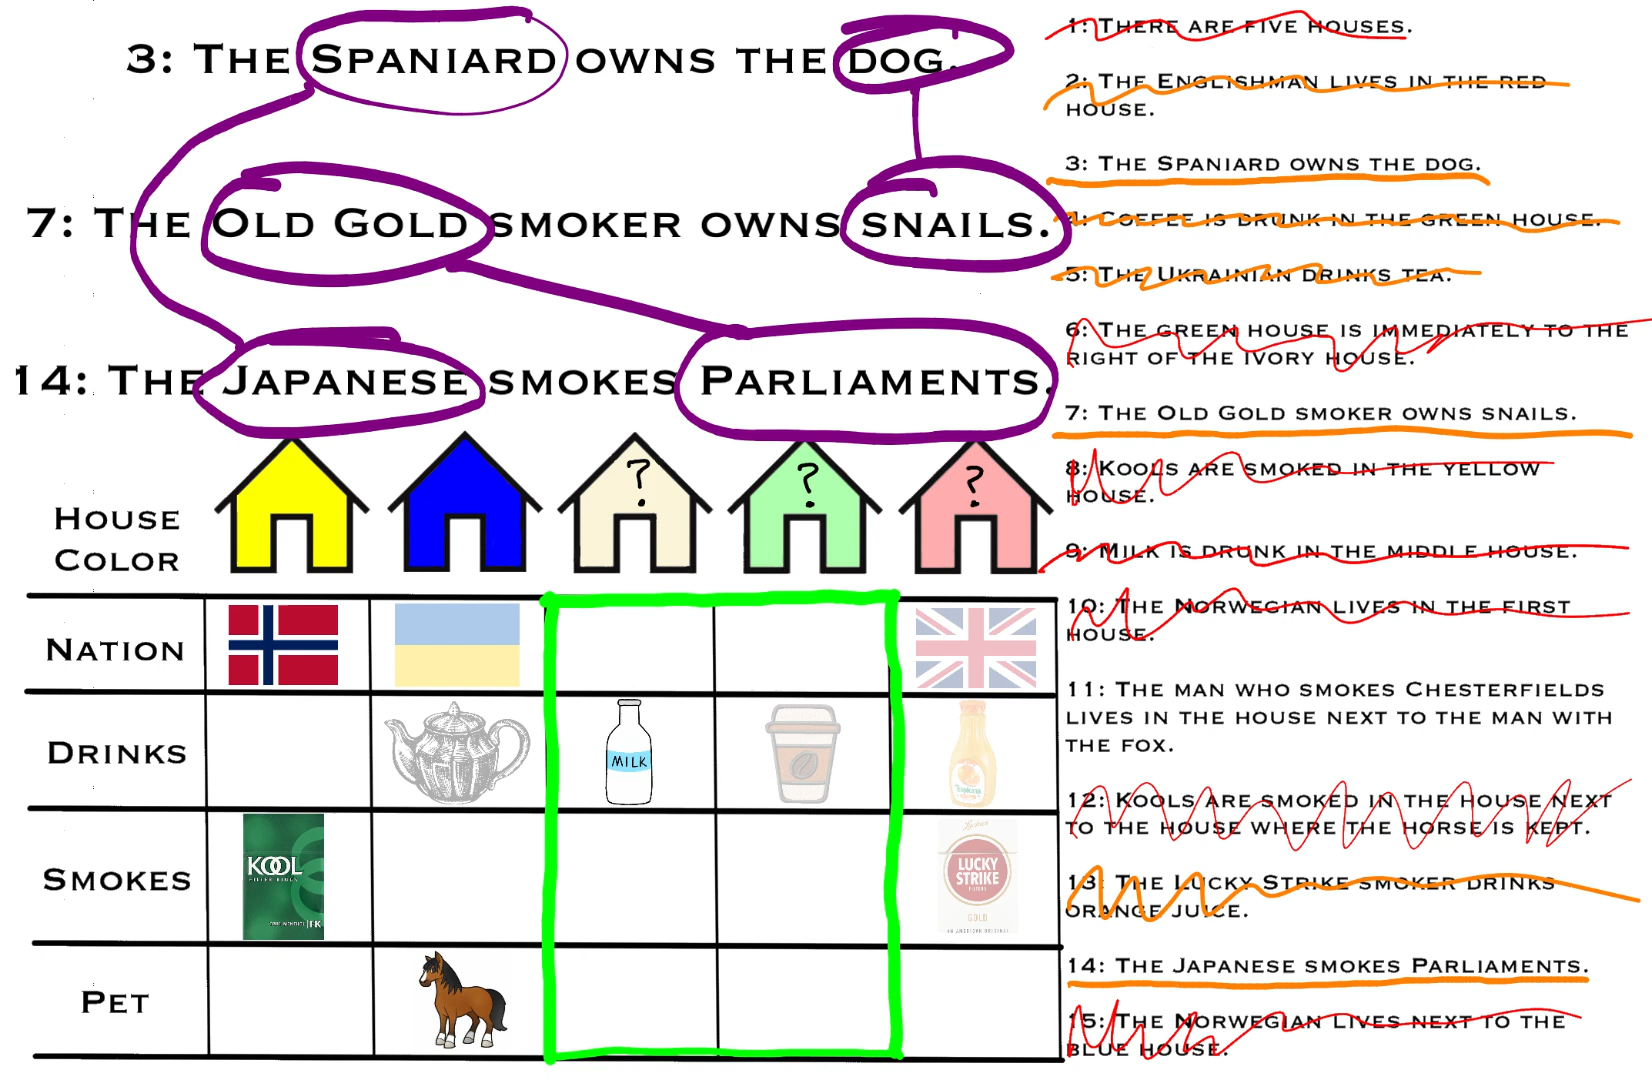 3: The Spaniard owns the dog.
7: The Old Gold smoker owns snails.
14: The Japanese smokes Parliaments.
?
?
?
House
Color
Nation
Drinks
MILK
Tropicana
Smokes
KOOL
FILTER KINGS
LUCKY
STRIKE
GOLD
AN AMERICAN ORIGINAL
Pet
1: There are five houses.
2: The Englishman lives in the red
house.
3: The Spaniard owns the dog.
4: Coffee is drunk in the green house.
5: The Ukrainian drinks tea.
6: The green house is immediately to the
right of the ivory house.
7: The Old Gold smoker owns snails.
8: Kools are smoked in the yellow
house.
9: Milk is drunk in the middle house.
10: The Norwegian lives in the first
house.
11: The man who smokes Chesterfields
lives in the house next to the man with
the fox.
12: Kools are smoked in the house next
to the house where the horse is kept.
13: The Lucky Strike smoker drinks
orange juice.
14: The Japanese smokes Parliaments.
15: The Norwegian lives next to the
blue house.